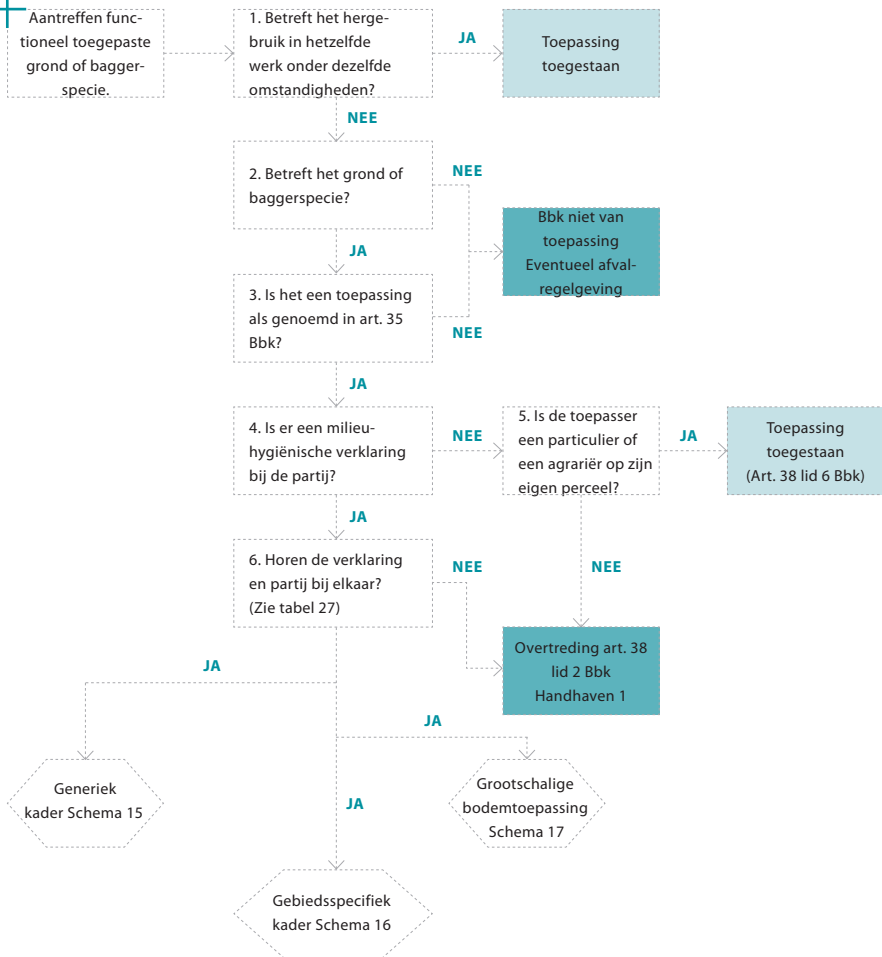 Aantreffen func-
tioneel toegepaste
grond of bagger-
specie.
1. Betreft het herge-
bruik in hetzelfde
werk onder dezelfde
omstandigheden?
JA
Toepassing
toegestaan
NEE
2. Betreft het grond of
baggerspecie?
NEE
Bbk niet van
toepassing
Eventueel afval-
regelgeving
JA
3. Is het een toepassing
als genoemd in art. 35
Bbk?
NEE
JA
4. Is er een milieu-
hygiënische verklaring
bij de partij?
NEE
5. Is de toepasser
een particulier of
een agrariër op zijn
eigen perceel?
JA
Toepassing
toegestaan
(Art. 38 lid 6 Bbk)
JA
6. Horen de verklaring
en partij bij elkaar?
(Zie tabel 27)
NEE
NEE
Overtreding art. 38
lid 2 Bbk
Handhaven 1
JA
JA
Generiek
kader Schema 15
JA
Grootschalige
bodemtoepassing
Schema 17
Gebiedsspecifiek
kader Schema 16